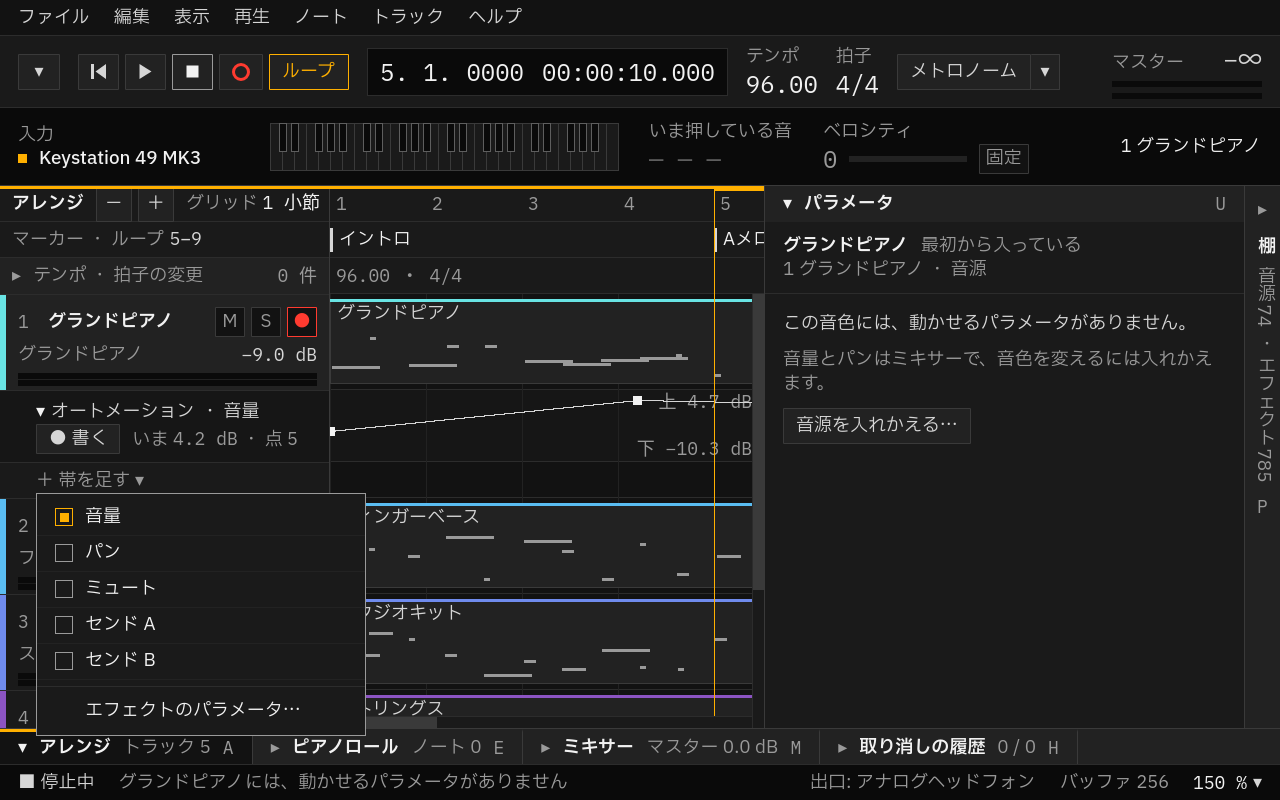 ファイル 編集 表示 再生 ノート トラック ヘルプ
ループ
5. 1. 0000 00:00:10.000
テンポ 拍子
96.00 4/4
メトロノーム
マスター −∞
入力
Keystation 49 MK3
いま押している音 ベロシティ
— — — 0 固定
1 グランドピアノ
アレンジ − ＋ グリッド 1 小節 1 2 3 4 5
マーカー · ループ 5–9 イントロ Aメロ
テンポ · 拍子の変更 0 件 96.00 • 4/4
1 グランドピアノ M S
グランドピアノ −9.0 dB
グランドピアノ
オートメーション · 音量
書く いま 4.2 dB · 点 5
上 4.7 dB
下 −10.3 dB
＋ 帯を足す ▾
音量
パン
ミュート
センド A
センド B
エフェクトのパラメータ…
2
フ
ィンガーベース
3
ス
ジオキット
4
トリングス
▾ パラメータ U
グランドピアノ 最初から入っている
1 グランドピアノ · 音源
この音色には、動かせるパラメータがありません。
音量とパンはミキサーで、音色を変えるには入れかえ
ます。
音源を入れかえる…
棚 音源 74 · エフェクト 785 P
▾ アレンジ トラック 5 A ▸ ピアノロール ノート 0 E ▸ ミキサー マスター 0.0 dB M ▸ 取り消しの履歴 0 / 0 H
停止中 グランドピアノには、動かせるパラメータがありません 出口: アナログヘッドフォン バッファ 256 150 % ▾